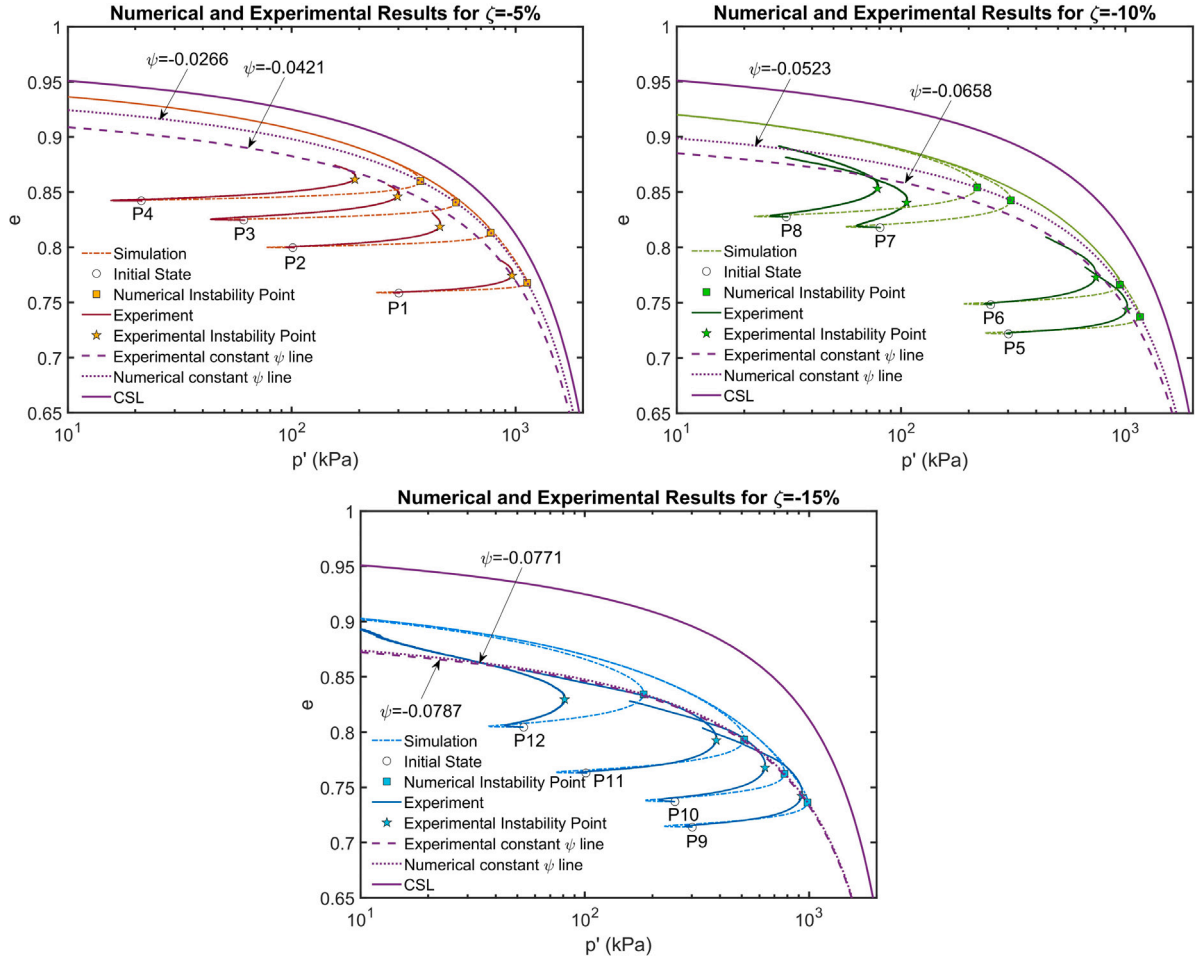 Numerical and Experimental Results for ζ=-5%
1
0.95
0.9
0.85
0.8
0.75
0.7
0.65
e
ψ=-0.0266
ψ=-0.0421
P4
P3
P2
P1
Simulation
Initial State
Numerical Instability Point
Experiment
Experimental Instability Point
Experimental constant ψ line
Numerical constant ψ line
CSL
10¹
10²
10³
p' (kPa)
Numerical and Experimental Results for ζ=-10%
1
0.95
0.9
0.85
0.8
0.75
0.7
0.65
e
ψ=-0.0523
ψ=-0.0658
P8
P7
P6
P5
Simulation
Initial State
Numerical Instability Point
Experiment
Experimental Instability Point
Experimental constant ψ line
Numerical constant ψ line
CSL
10¹
10²
10³
p' (kPa)
Numerical and Experimental Results for ζ=-15%
1
0.95
0.9
0.85
0.8
0.75
0.7
0.65
e
ψ=-0.0771
ψ=-0.0787
P12
P11
P10
P9
Simulation
Initial State
Numerical Instability Point
Experiment
Experimental Instability Point
Experimental constant ψ line
Numerical constant ψ line
CSL
10¹
10²
10³
p' (kPa)